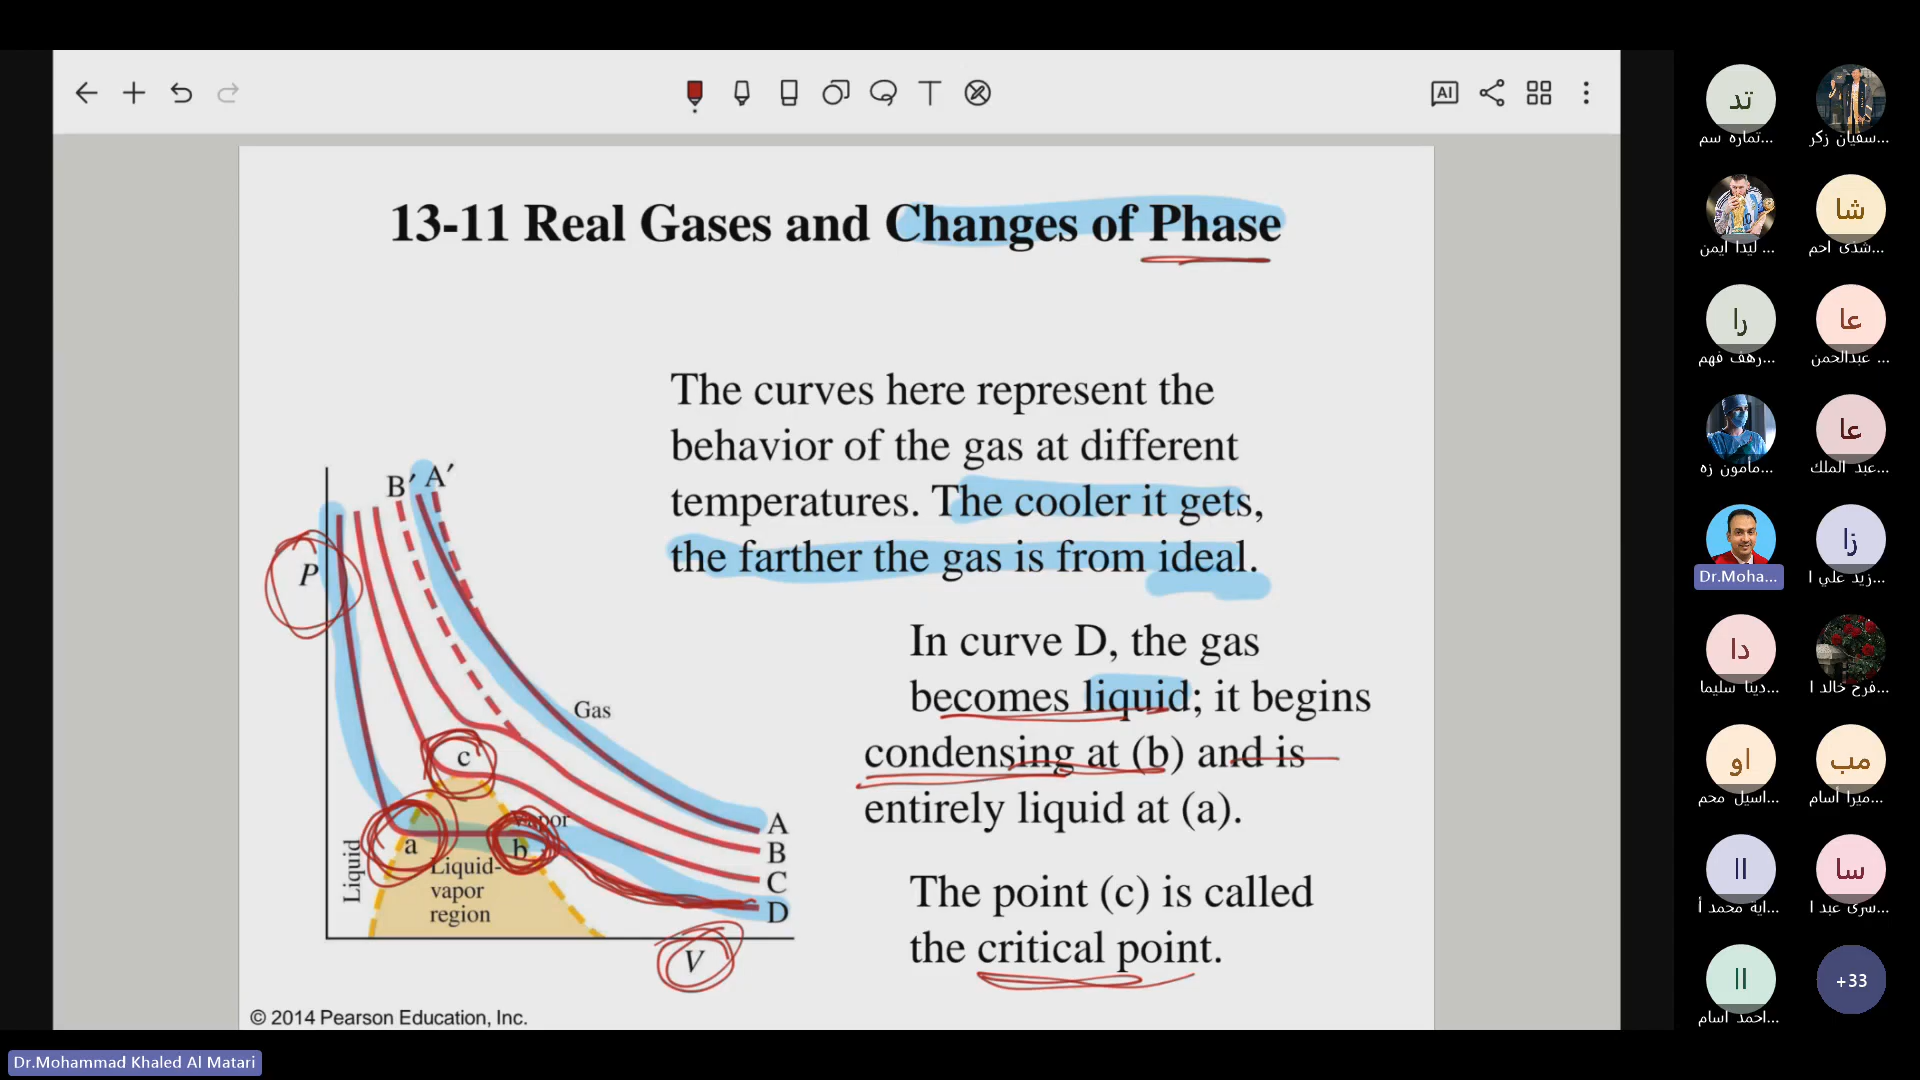 AI
13-11 Real Gases and Changes of Phase
The curves here represent the
behavior of the gas at different
temperatures. The cooler it gets,
the farther the gas is from ideal.
In curve D, the gas
becomes liquid; it begins
condensing at (b) and is
entirely liquid at (a).
The point (c) is called
the critical point.
P
B′ A′
Gas
c
Vapor
a
b
Liquid
Liquid-
vapor
region
A
B
C
D
V
© 2014 Pearson Education, Inc.
Dr.Mohammad Khaled Al Matari
تد
تماره سم...
سفيان زكر...
ليدا ايمن...
شا
شذى احم...
را
رهف فهم...
عا
عبدالحمن ...
مأمون زه...
عا
عبد الملك...
Dr.Moha...
زا
زيد علي ا...
دا
دينا سليما...
فرح خالد ا...
او
اسيل محم...
مب
ميرا أسام...
اا
اية محمد أ...
سا
سرى عبد ا...
اا
احمد اسام...
+33